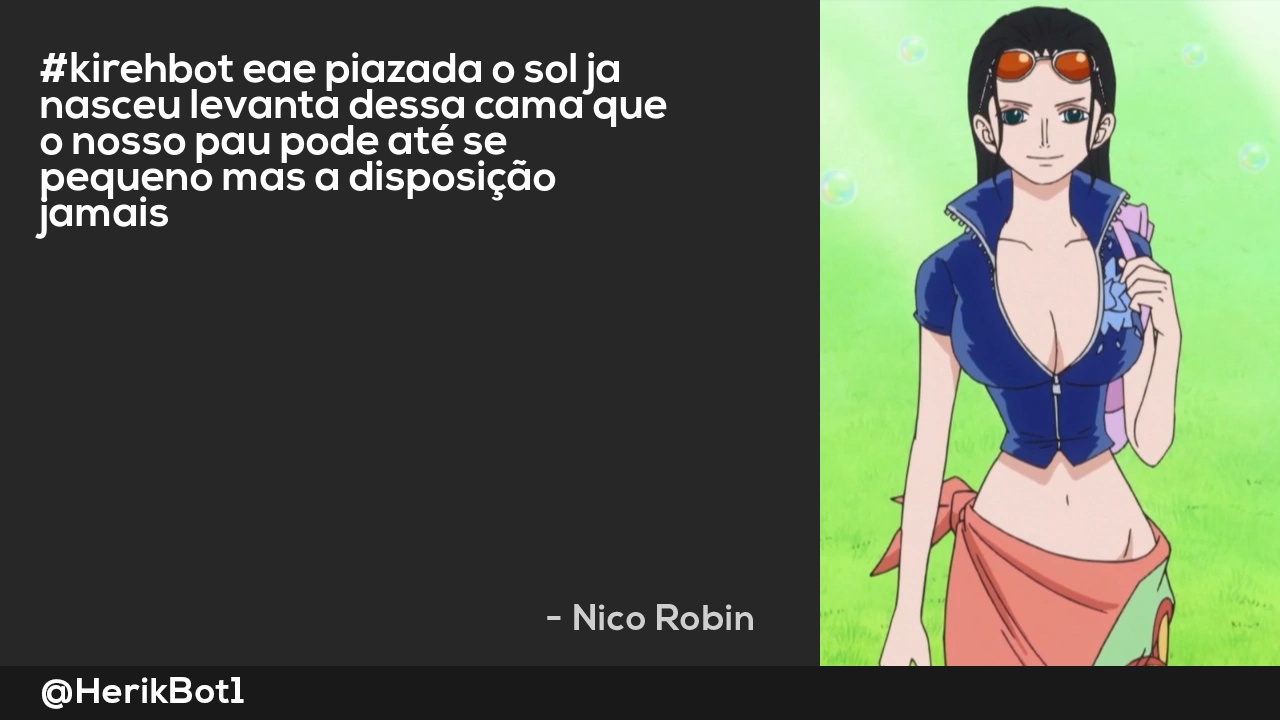 #kirehbot eae piazada o sol ja
nasceu levanta dessa cama que
o nosso pau pode até se
pequeno mas a disposição
jamais
- Nico Robin
@HerikBot1